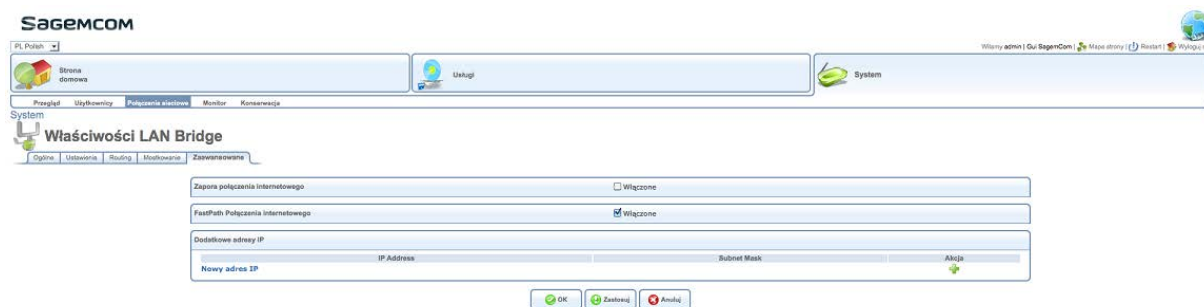 SAGEMCOM
PL Polish
Witamy admin | Gui SagemCom | Mapa strony | Restart | Wyloguj
Strona domowa
Usługi
System
Przegląd Użytkownicy Połączenia sieciowe Monitor Konserwacja
System
Właściwości LAN Bridge
Ogólne Ustawienia Routing Mostkowanie Zaawansowane
Zapora połączenia internetowego Włączone
FastPath Połączenia internetowego Włączone
Dodatkowe adresy IP
IP Address Subnet Mask Akcja
Nowy adres IP
OK Zastosuj Anuluj